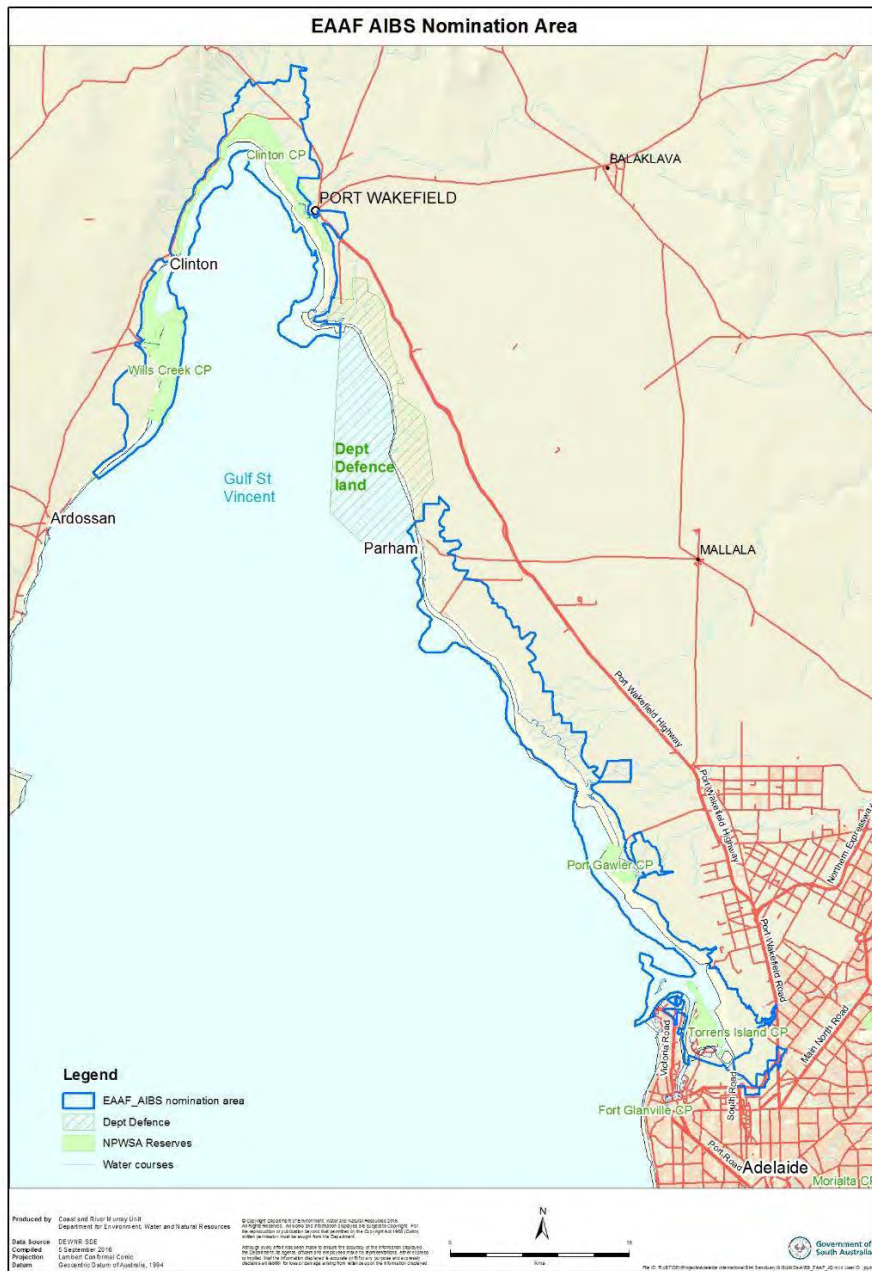 EAAF AIBS Nomination Area
BALAKLAVA
Clinton CP
PORT WAKEFIELD
Clinton
Wills Creek CP
Dept
Defence
land
Gulf St
Vincent
Ardossan
Parham
MALLALA
Port Wakefield Highway
Port Wakefield Highway
Northern Expressway
Port Gawler CP
Port Wakefield Road
Main North Road
Torrens Island CP
Victoria Road
South Road
Fort Glanville CP
Port Road
Adelaide
Morialta CP
Legend
EAAF_AIBS nomination area
Dept Defence
NPWSA Reserves
Water courses
Produced by Coast and River Murray Unit
Department for Environment, Water and Natural Resources
Data Source DEWNR SDE
Compiled 5 September 2016
Projection Lambert Conformal Conic
Datum Geocentric Datum of Australia, 1994
N
0
Kms
Government of
South Australia